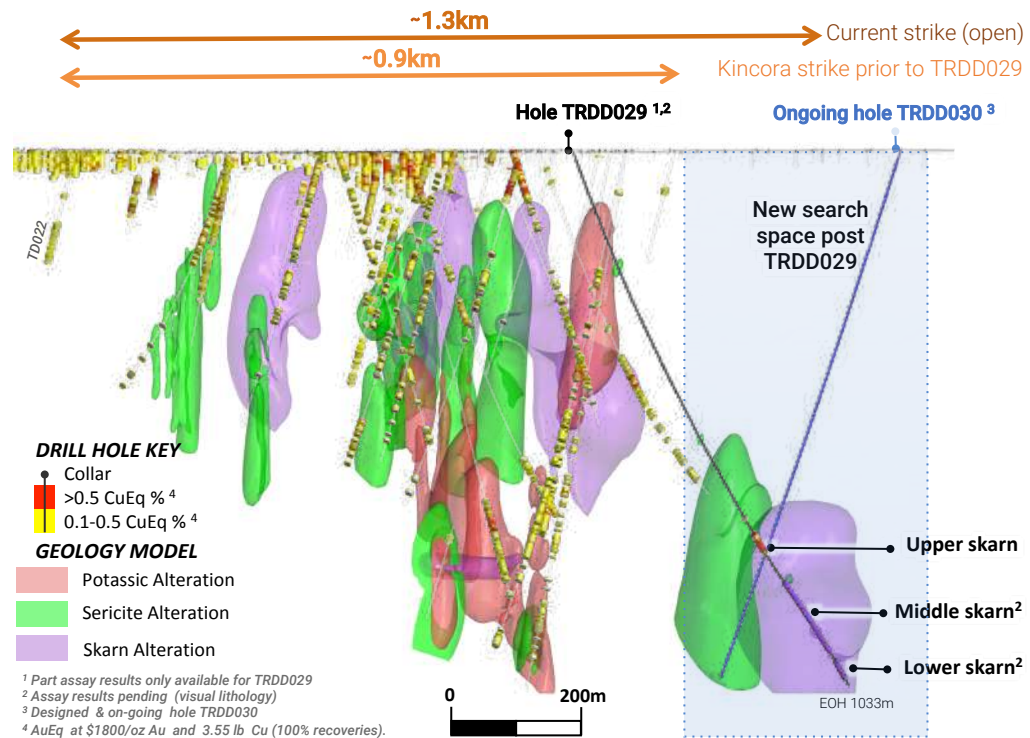 ~1.3km
Current strike (open)
~0.9km
Kincora strike prior to TRDD029
Hole TRDD029 ¹,²
Ongoing hole TRDD030 ³
New search
space post
TRDD029
TD022
DRILL HOLE KEY
Collar
>0.5 CuEq % ⁴
0.1-0.5 CuEq % ⁴
GEOLOGY MODEL
Potassic Alteration
Sericite Alteration
Skarn Alteration
Upper skarn
Middle skarn²
Lower skarn²
EOH 1033m
0 200m
¹ Part assay results only available for TRDD029
² Assay results pending (visual lithology)
³ Designed & on-going hole TRDD030
⁴ AuEq at $1800/oz Au and 3.55 lb Cu (100% recoveries).